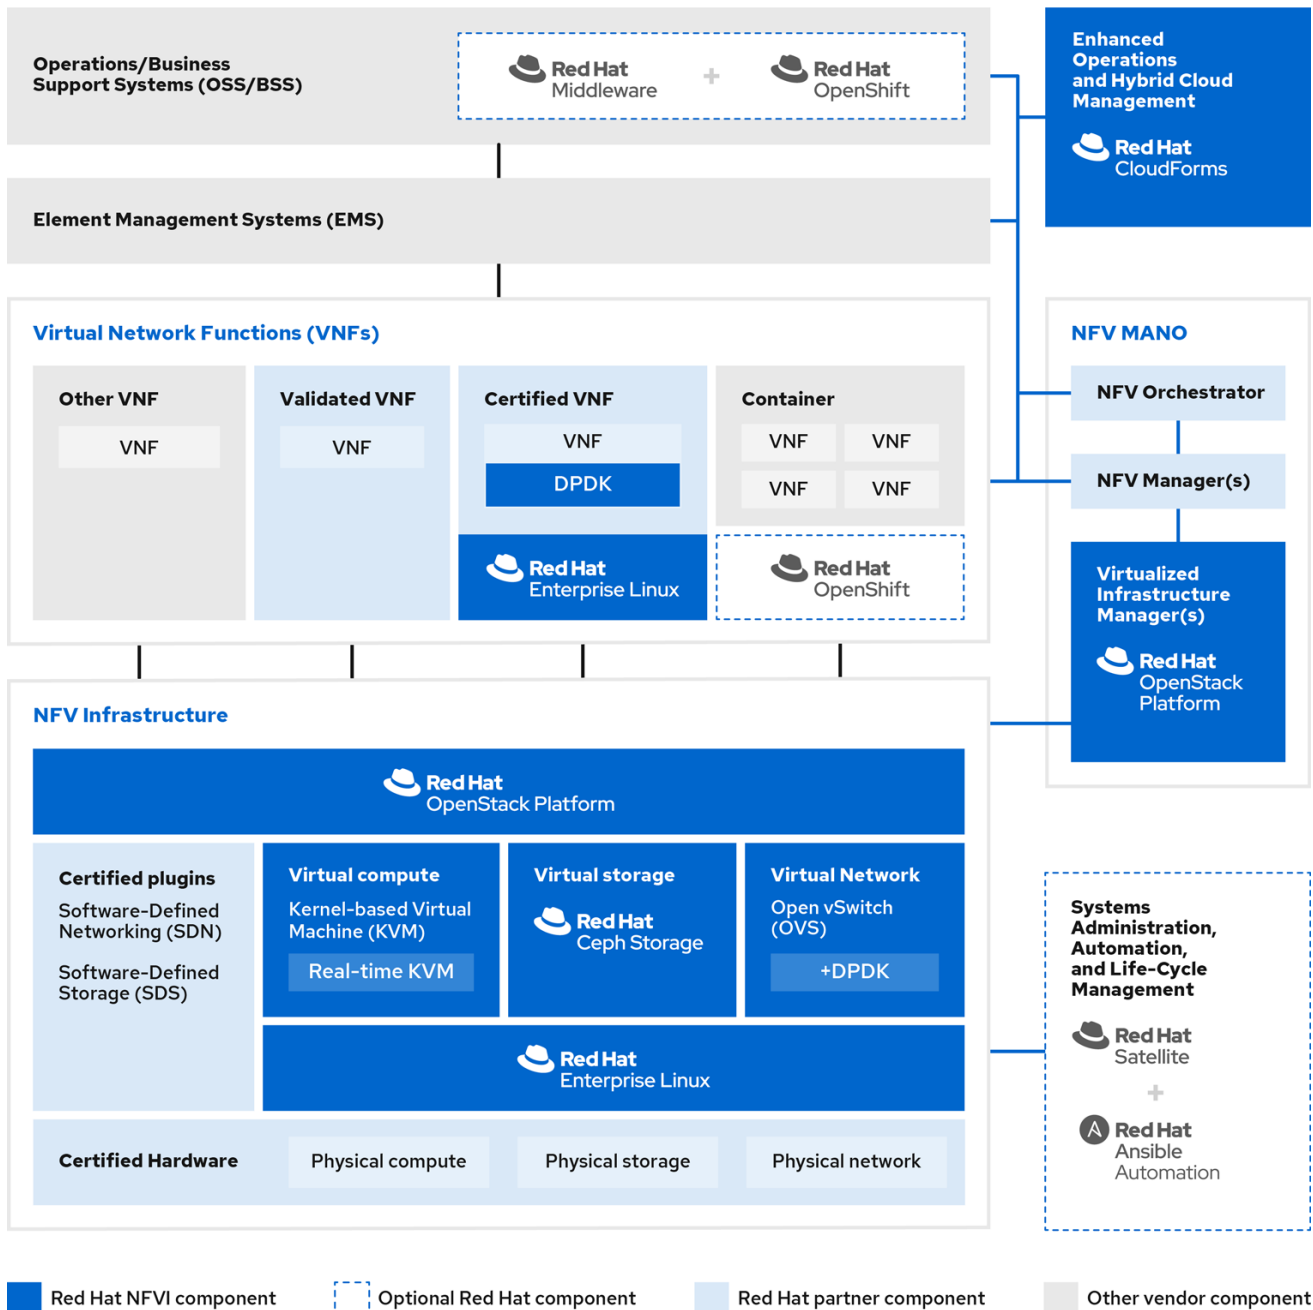 Operations/Business
Support Systems (OSS/BSS)
Red Hat
Middleware
+
Red Hat
OpenShift
Enhanced
Operations
and Hybrid Cloud
Management
Red Hat
CloudForms
Element Management Systems (EMS)
Virtual Network Functions (VNFs)
Other VNF
VNF
Validated VNF
VNF
Certified VNF
VNF
DPDK
Red Hat
Enterprise Linux
Container
VNF
VNF
VNF
VNF
Red Hat
OpenShift
NFV MANO
NFV Orchestrator
NFV Manager(s)
Virtualized
Infrastructure
Manager(s)
Red Hat
OpenStack
Platform
NFV Infrastructure
Red Hat
OpenStack Platform
Certified plugins
Software-Defined
Networking (SDN)
Software-Defined
Storage (SDS)
Virtual compute
Kernel-based Virtual
Machine (KVM)
Real-time KVM
Virtual storage
Red Hat
Ceph Storage
Virtual Network
Open vSwitch
(OVS)
+DPDK
Red Hat
Enterprise Linux
Certified Hardware
Physical compute
Physical storage
Physical network
Systems
Administration,
Automation,
and Life-Cycle
Management
Red Hat
Satellite
+
Red Hat
Ansible
Automation
Red Hat NFVI component
Optional Red Hat component
Red Hat partner component
Other vendor component